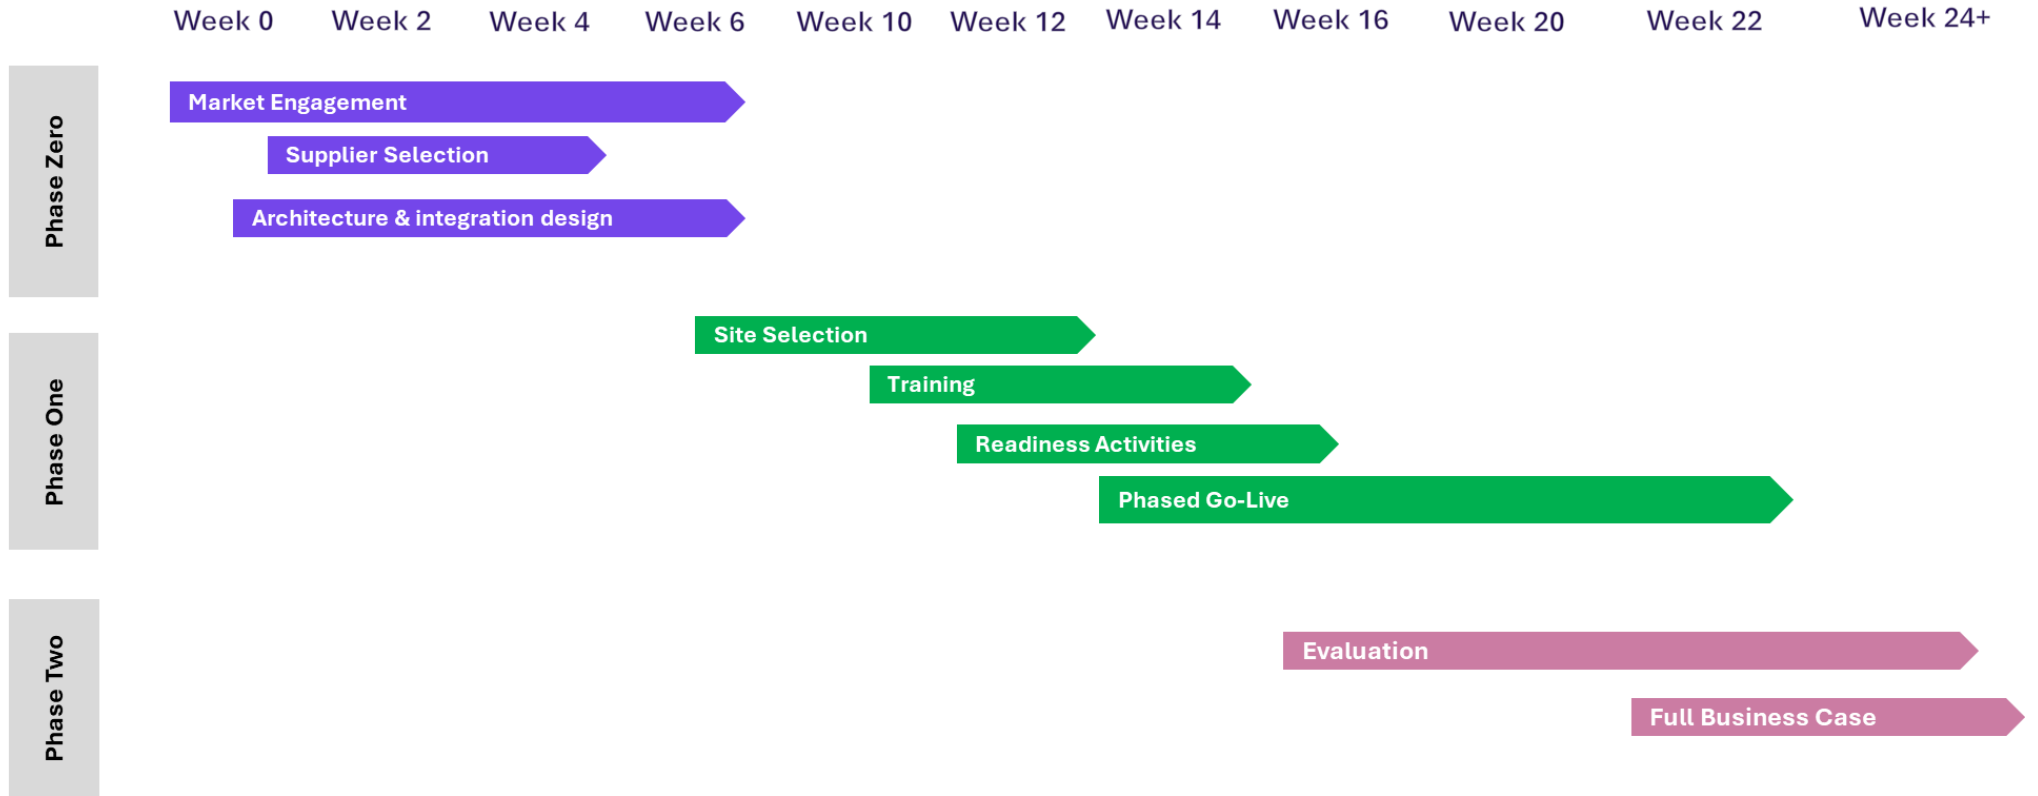 Week 0 Week 2 Week 4 Week 6 Week 10 Week 12 Week 14 Week 16 Week 20 Week 22 Week 24+
Phase Zero
Market Engagement
Supplier Selection
Architecture & integration design
Phase One
Site Selection
Training
Readiness Activities
Phased Go-Live
Phase Two
Evaluation
Full Business Case